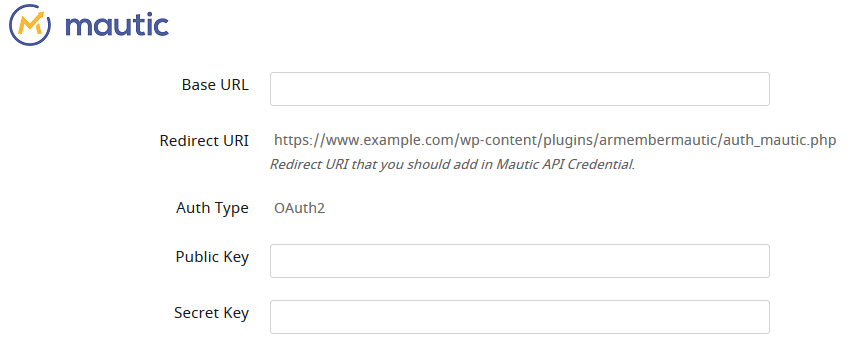 mautic
Base URL
Redirect URI https://www.example.com/wp-content/plugins/armembermautic/auth_mautic.php
Redirect URI that you should add in Mautic API Credential.
Auth Type OAuth2
Public Key
Secret Key